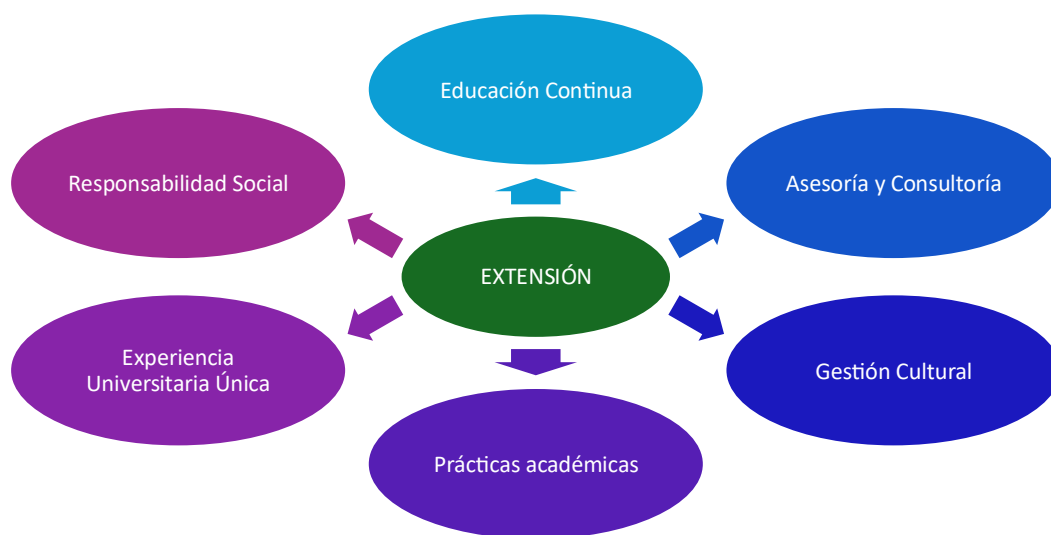 Educación Continua
Responsabilidad Social
Asesoría y Consultoría
EXTENSIÓN
Experiencia
Universitaria Única
Gestión Cultural
Prácticas académicas